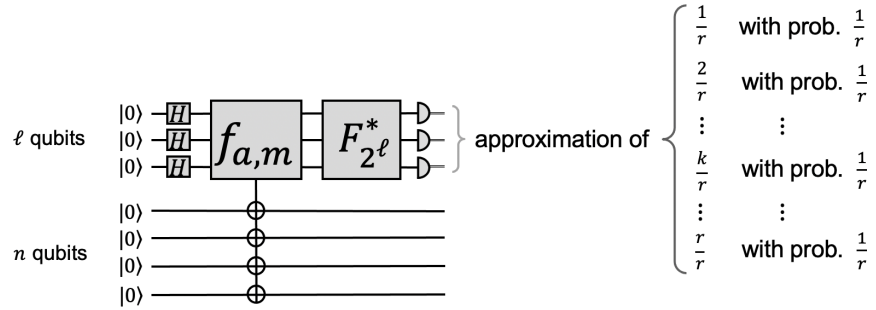 ℓ qubits
|0⟩ H
|0⟩ H
|0⟩ H
f_{a,m}
F^*_{2^ℓ}
n qubits
|0⟩
|0⟩
|0⟩
|0⟩
approximation of
1/r with prob. 1/r
2/r with prob. 1/r
⋮ ⋮
k/r with prob. 1/r
⋮ ⋮
r/r with prob. 1/r